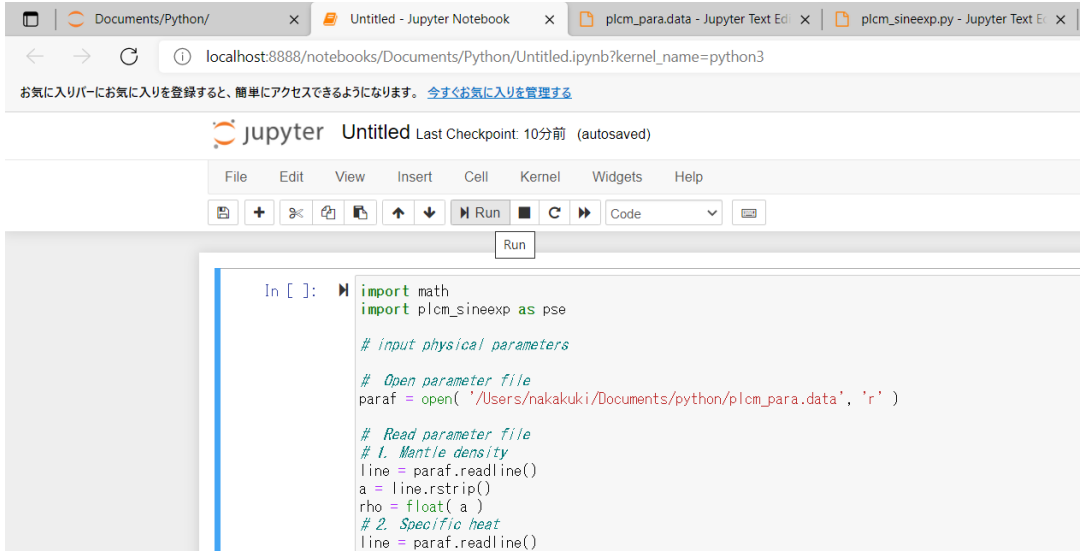 Documents/Python/
Untitled - Jupyter Notebook
plcm_para.data - Jupyter Text Edi
plcm_sineexp.py - Jupyter Text E
localhost:8888/notebooks/Documents/Python/Untitled.ipynb?kernel_name=python3
お気に入りバーにお気に入りを登録すると、簡単にアクセスできるようになります。 今すぐお気に入りを管理する
jupyter Untitled Last Checkpoint: 10分前 (autosaved)
File Edit View Insert Cell Kernel Widgets Help
Run Code
Run
In [ ]: import math
import plcm_sineexp as pse
# input physical parameters
# Open parameter file
paraf = open( '/Users/nakakuki/Documents/python/plcm_para.data', 'r' )
# Read parameter file
# 1. Mantle density
line = paraf.readline()
a = line.rstrip()
rho = float( a )
# 2. Specific heat
line = paraf.readline()